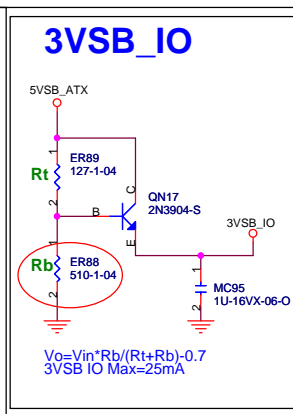 3VSB_IO
5VSB_ATX
1
ER89
Rt
127-1-04
2
C
QN17
B
2N3904-S
E
3VSB_IO
1
Rb
ER88
510-1-04
2
1
MC95
1U-16VX-06-O
2
Vo=Vin*Rb/(Rt+Rb)-0.7
3VSB IO Max=25mA